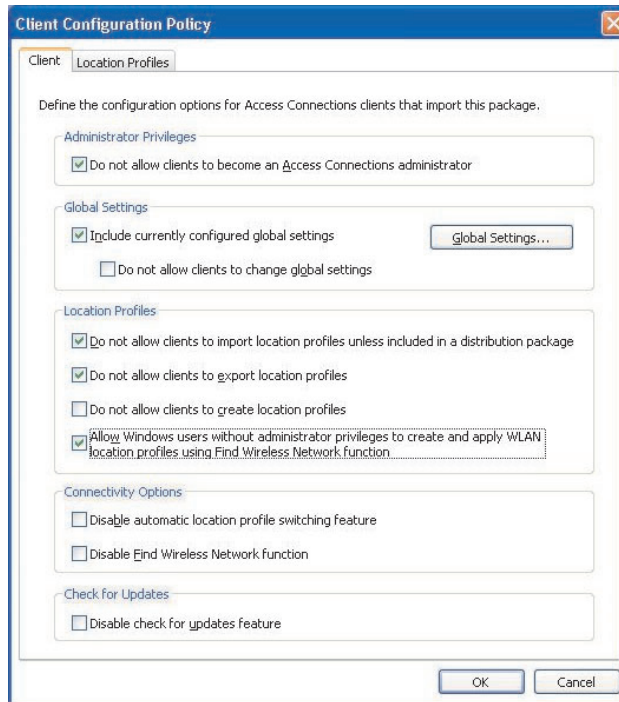 Client Configuration Policy
Client
Location Profiles
Define the configuration options for Access Connections clients that import this package.
Administrator Privileges
Do not allow clients to become an Access Connections administrator
Global Settings
Include currently configured global settings
Global Settings...
Do not allow clients to change global settings
Location Profiles
Do not allow clients to import location profiles unless included in a distribution package
Do not allow clients to export location profiles
Do not allow clients to create location profiles
Allow Windows users without administrator privileges to create and apply WLAN
location profiles using Find Wireless Network function
Connectivity Options
Disable automatic location profile switching feature
Disable Find Wireless Network function
Check for Updates
Disable check for updates feature
OK
Cancel